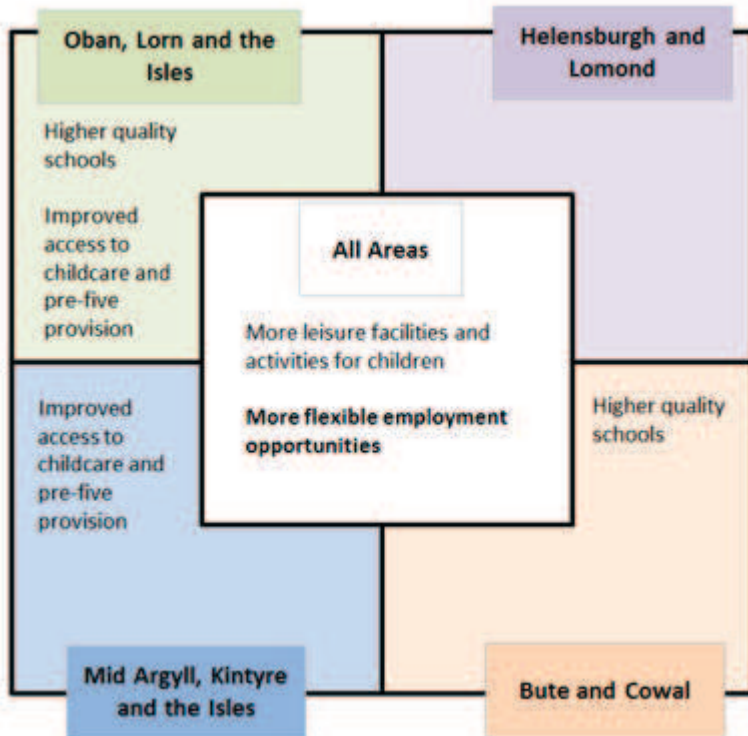 Oban, Lorn and the
Isles
Helensburgh and
Lomond
Higher quality
schools
Improved
access to
childcare and
pre-five
provision
All Areas
More leisure facilities and
activities for children
More flexible employment
opportunities
Improved
access to
childcare and
pre-five
provision
Higher quality
schools
Mid Argyll, Kintyre
and the Isles
Bute and Cowal